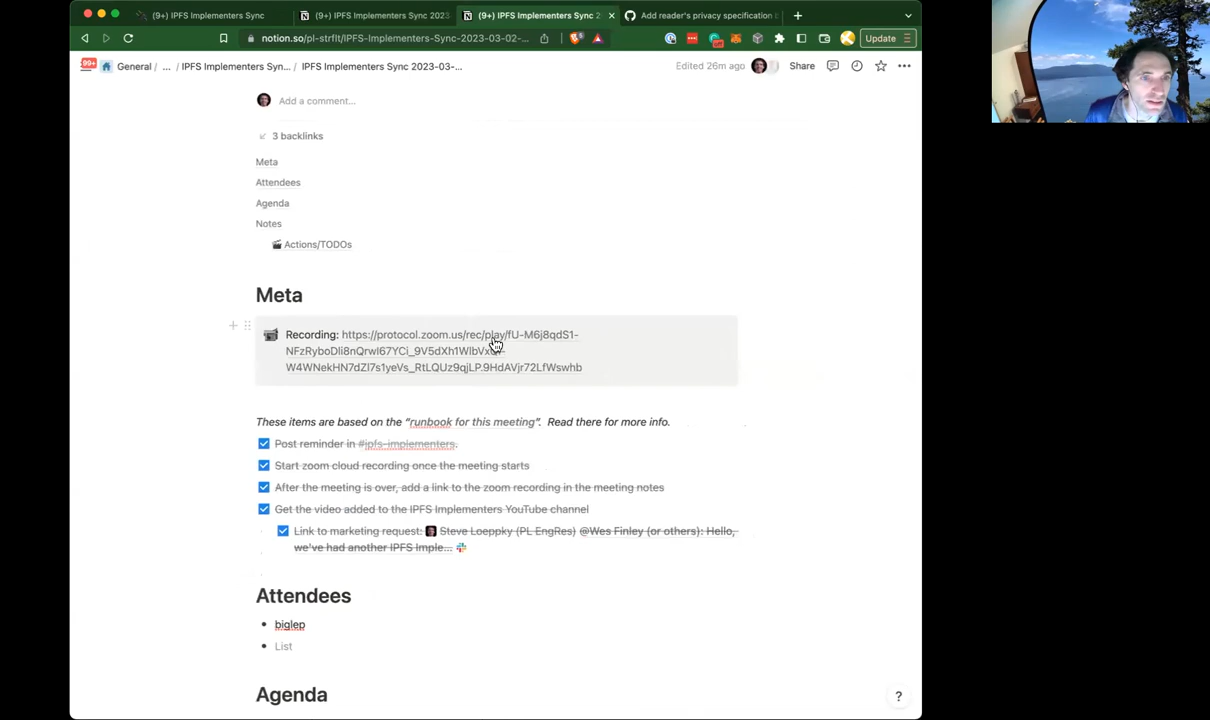 (9+) IPFS Implementers Sync
(9+) IPFS Implementers Sync 2023
(9+) IPFS Implementers Sync 2
Add reader's privacy specification b
notion.so/pl-strflt/IPFS-Implementers-Sync-2023-03-02-...
Update
99+
General / ... / IPFS Implementers Syn... / IPFS Implementers Sync 2023-03-...
Edited 26m ago
Share
Add a comment...
3 backlinks
Meta
Attendees
Agenda
Notes
Actions/TODOs
Meta
Recording: https://protocol.zoom.us/rec/play/fU-M6j8qdS1-
W4WNekHN7dZl7s1yeVs_RtLQUz9qjLP.9HdAVjr72LfWswhb
These items are based on the “runbook for this meeting”. Read there for more info.
Post reminder in #ipfs-implementers.
Start zoom cloud recording once the meeting starts
After the meeting is over, add a link to the zoom recording in the meeting notes
Get the video added to the IPFS Implementers YouTube channel
Link to marketing request: Steve Loeppky (PL EngRes) @Wes Finley (or others): Hello,
we've had another IPFS Imple...
Attendees
biglep
List
Agenda
?